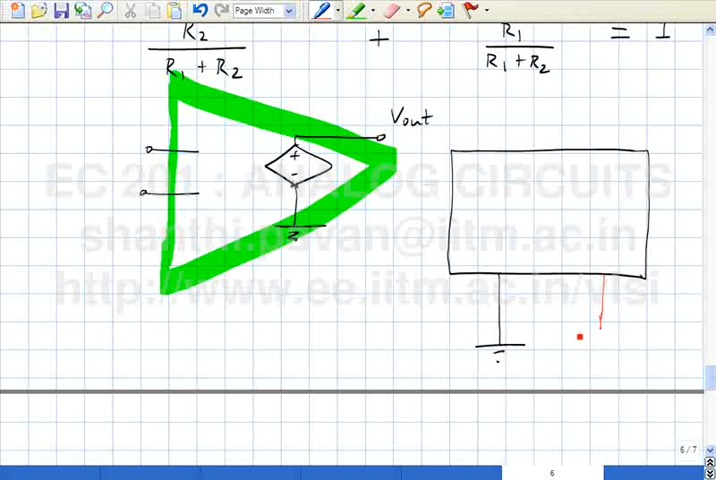 Page Width
R2 + R1 = 1
R1 + R2 R1 + R2
Vout
+
-
EC 201 : ANALOG CIRCUITS
shanthi.pavan@iitm.ac.in
http://www.ee.iitm.ac.in/vlsi
6 / 7
6